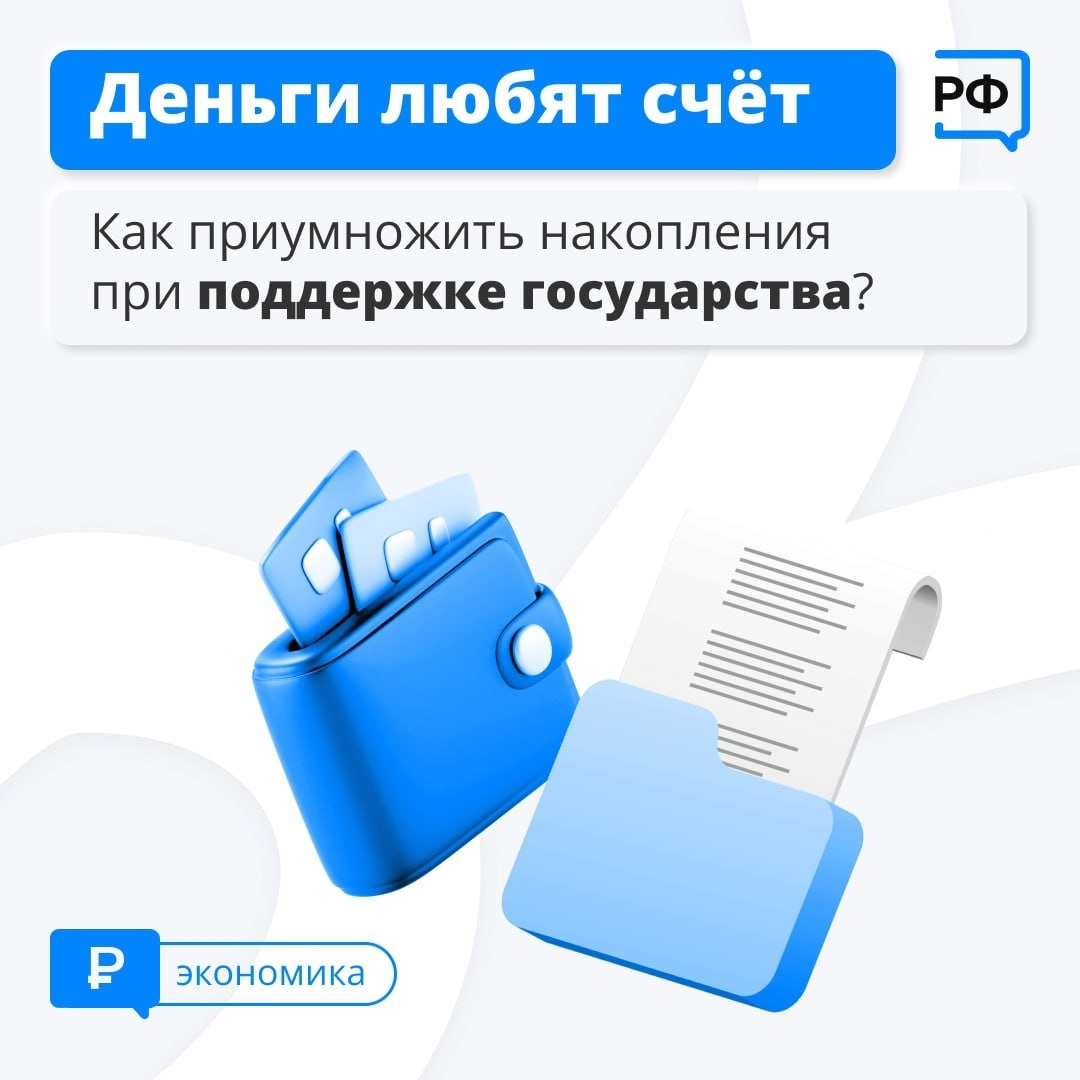 Деньги любят счёт
РФ
Как приумножить накопления
при поддержке государства?
₽
экономика